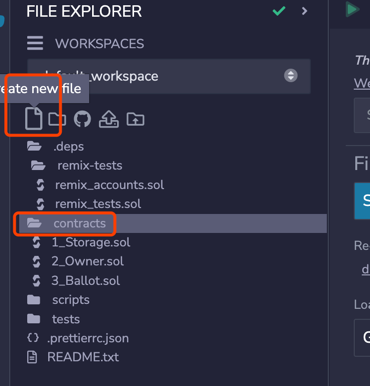 FILE EXPLORER
WORKSPACES
default_workspace
reate new file
.deps
remix-tests
remix_accounts.sol
remix_tests.sol
contracts
1_Storage.sol
2_Owner.sol
3_Ballot.sol
scripts
tests
.prettierrc.json
README.txt
Th
We
S
Fi
S
Re
d
Loa